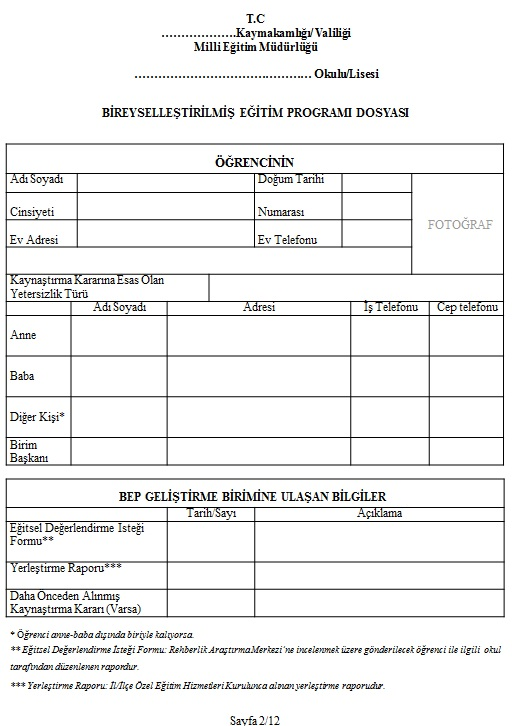 T.C
………………..Kaymakamlığı/Valiliği
Milli Eğitim Müdürlüğü
…………………………….………… Okulu/Lisesi
BİREYSELLEŞTİRİLMİŞ EĞİTİM PROGRAMI DOSYASI
ÖĞRENCİNİN
Adı Soyadı Doğum Tarihi
Cinsiyeti Numarası
FOTOĞRAF
Ev Adresi Ev Telefonu
Kaynaştırma Kararına Esas Olan
Yetersizlik Türü
Adı Soyadı Adresi İş Telefonu Cep telefonu
Anne
Baba
Diğer Kişi*
Birim
Başkanı
BEP GELİŞTİRME BİRİMİNE ULAŞAN BİLGİLER
Tarih/Sayı Açıklama
Eğitsel Değerlendirme İsteği
Formu**
Yerleştirme Raporu***
Daha Önceden Alınmış
Kaynaştırma Kararı (Varsa)
* Öğrenci anne-baba dışında biriyle kalıyorsa.
** Eğitsel Değerlendirme İsteği Formu: Rehberlik Araştırma Merkezi'ne incelenmek üzere gönderilecek öğrenci ile ilgili okul
tarafından düzenlenen rapordur.
*** Yerleştirme Raporu: İl/İlçe Özel Eğitim Hizmetleri Kurulunca alınan yerleştirme raporudur.
Sayfa 2/12